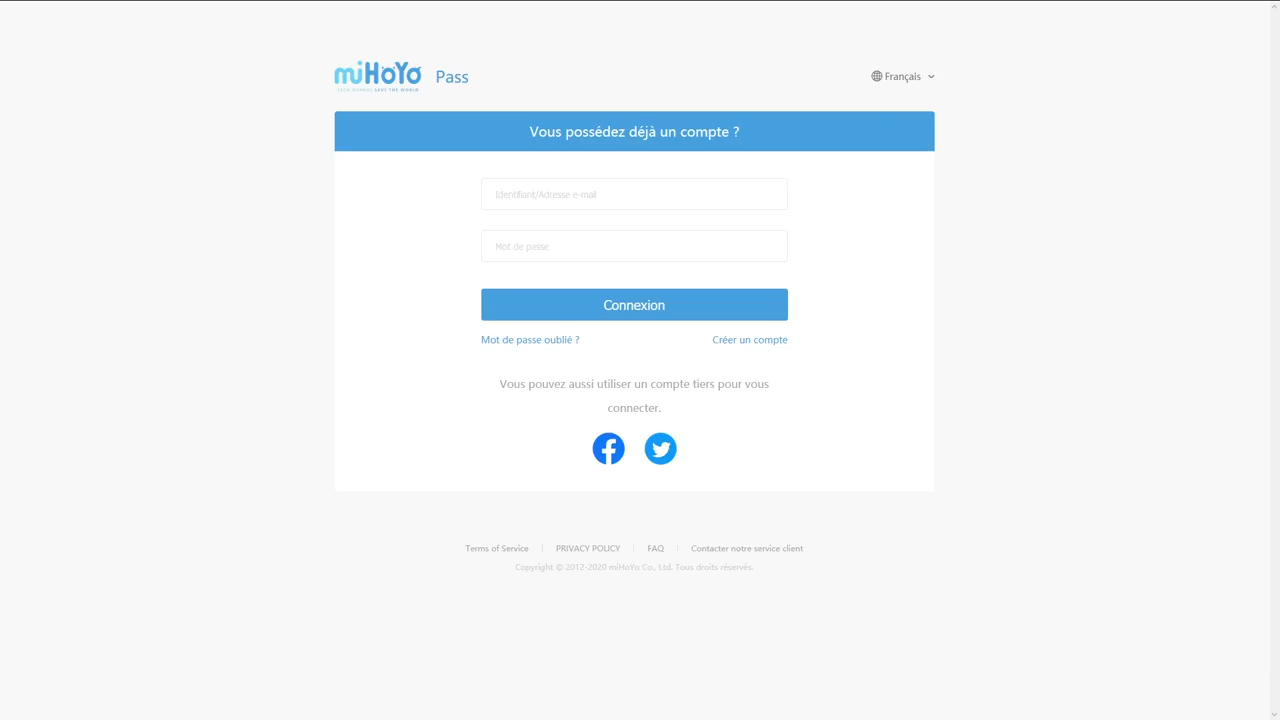 miHoYo Pass
TECH OTAKUS SAVE THE WORLD
Français
Vous possédez déjà un compte ?
Identifiant/Adresse e-mail
Mot de passe
Connexion
Mot de passe oublié ? Créer un compte
Vous pouvez aussi utiliser un compte tiers pour vous
connecter.
Terms of Service | PRIVACY POLICY | FAQ | Contacter notre service client
Copyright © 2012-2020 miHoYo Co., Ltd. Tous droits réservés.